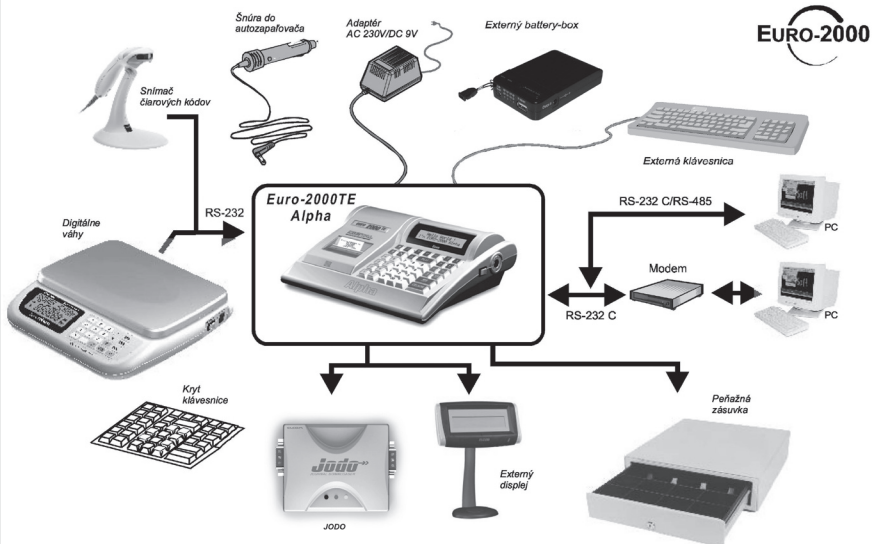 Šnúra do
autozapaľovača
Adaptér
AC 230V/DC 9V
Externý battery-box
EURO-2000
Snímač
čiarových kódov
Externá klávesnica
RS-232
Euro-2000TE
Alpha
RS-232 C/RS-485
PC
Digitálne
váhy
Modem
RS-232 C
PC
Kryt
klávesnice
Peňažná
zásuvka
Jodo
Externý
displej
JODO